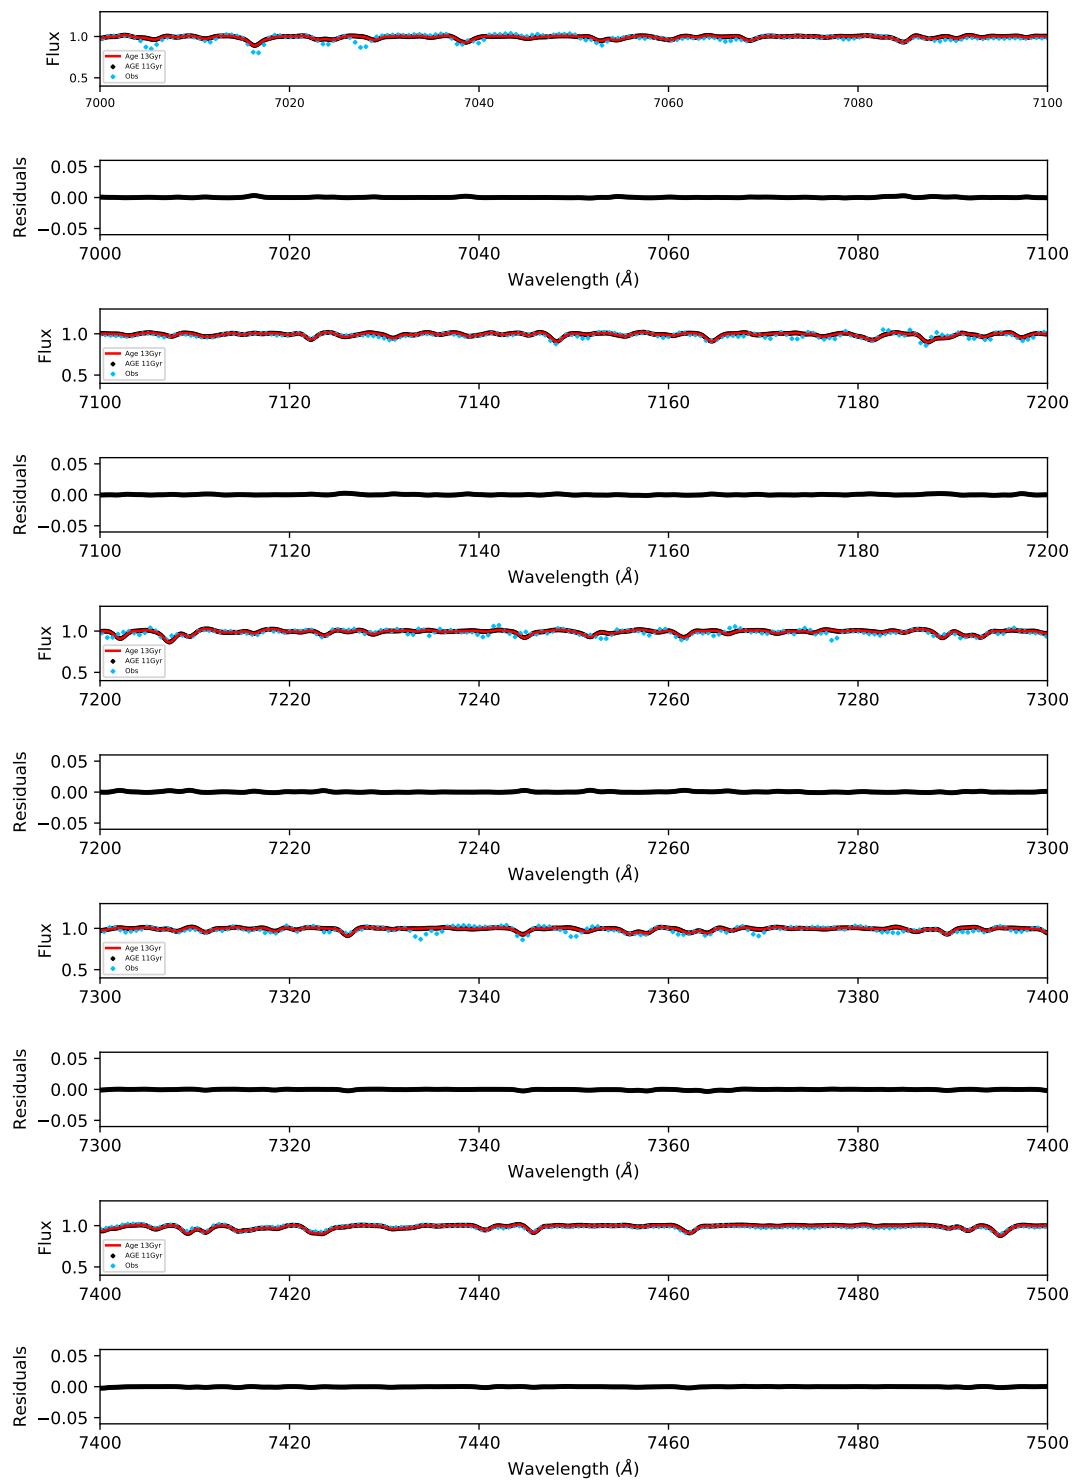 Flux
1.0
0.5
Age 13Gyr
AGE 11Gyr
Obs
7000 7020 7040 7060 7080 7100
Residuals
0.05
0.00
−0.05
7000 7020 7040 7060 7080 7100
Wavelength (Å)
Flux
1.0
0.5
Age 13Gyr
AGE 11Gyr
Obs
7100 7120 7140 7160 7180 7200
Residuals
0.05
0.00
−0.05
7100 7120 7140 7160 7180 7200
Wavelength (Å)
Flux
1.0
0.5
Age 13Gyr
AGE 11Gyr
Obs
7200 7220 7240 7260 7280 7300
Residuals
0.05
0.00
−0.05
7200 7220 7240 7260 7280 7300
Wavelength (Å)
Flux
1.0
0.5
Age 13Gyr
AGE 11Gyr
Obs
7300 7320 7340 7360 7380 7400
Residuals
0.05
0.00
−0.05
7300 7320 7340 7360 7380 7400
Wavelength (Å)
Flux
1.0
0.5
Age 13Gyr
AGE 11Gyr
Obs
7400 7420 7440 7460 7480 7500
Residuals
0.05
0.00
−0.05
7400 7420 7440 7460 7480 7500
Wavelength (Å)